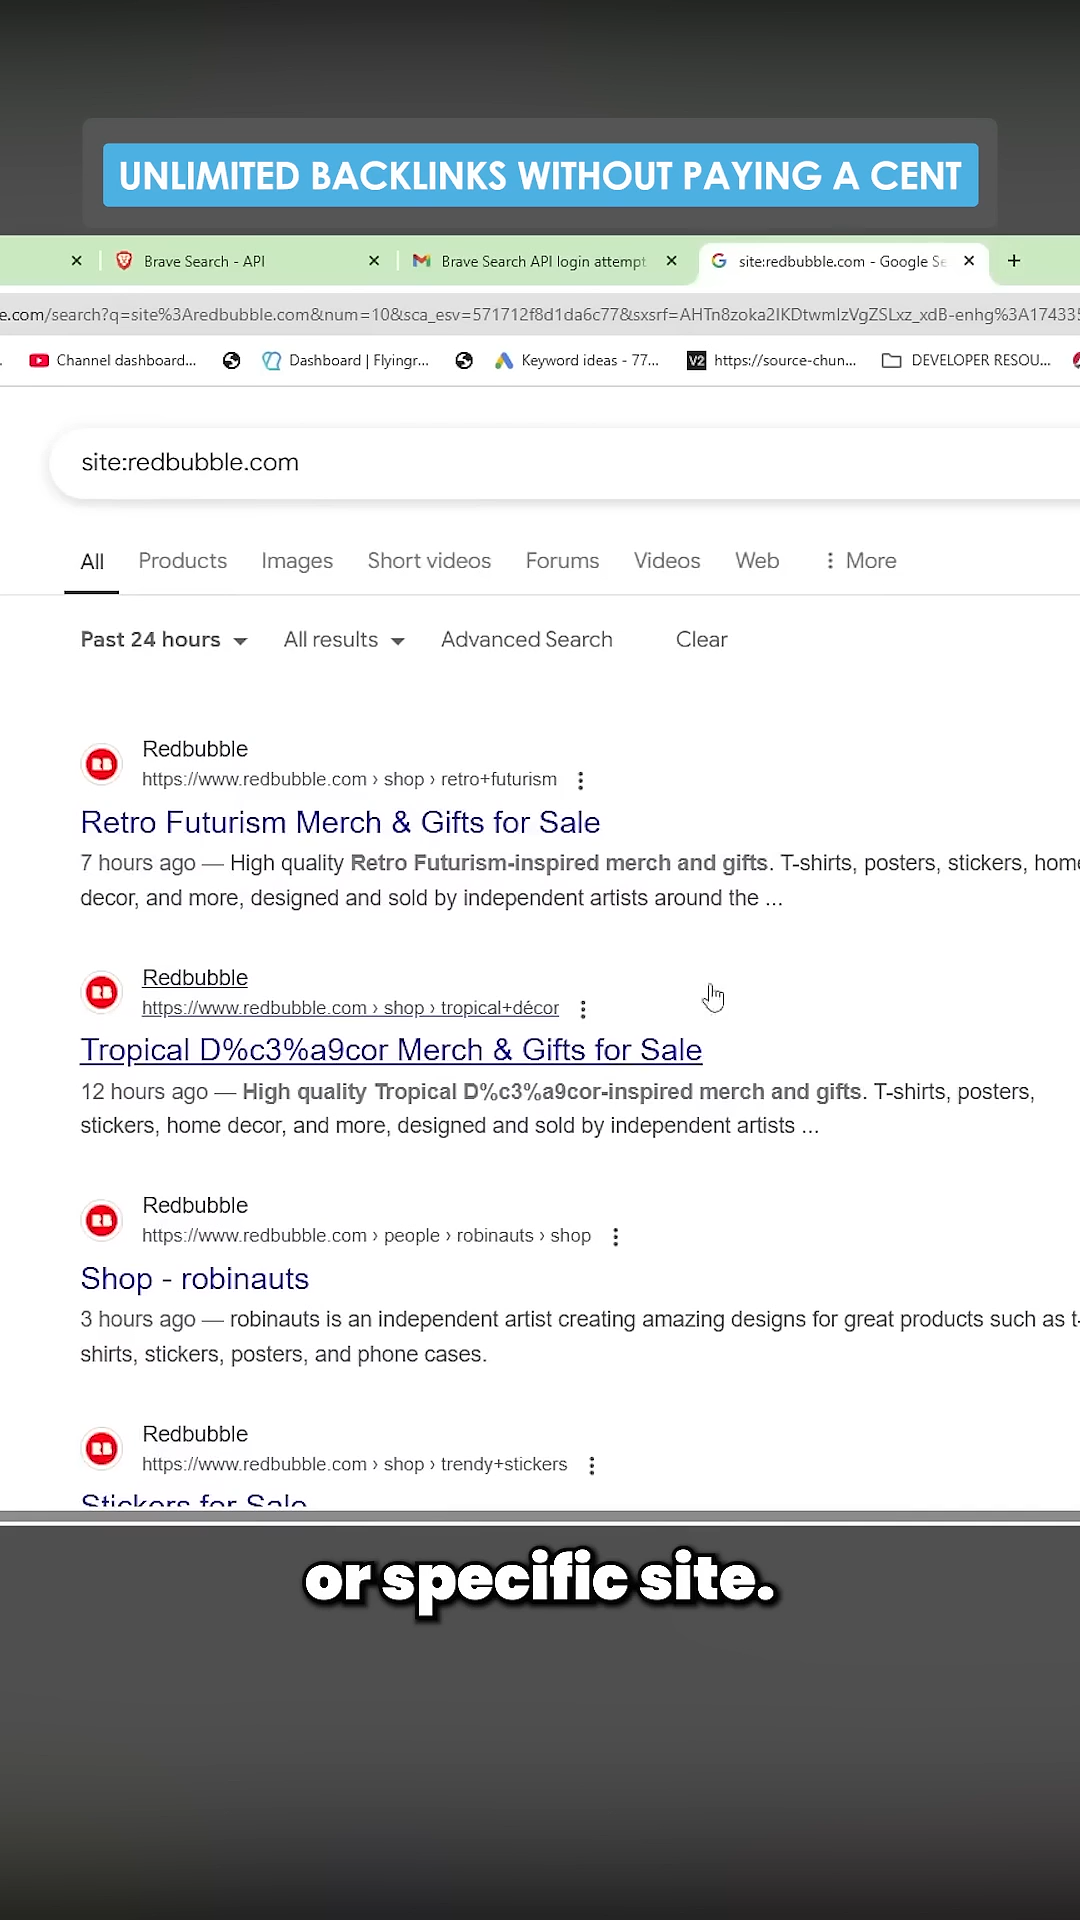 UNLIMITED BACKLINKS WITHOUT PAYING A CENT
Brave Search - API
Brave Search API login attempt
site:redbubble.com - Google Se
e.com/search?q=site%3Aredbubble.com&num=10&sca_esv=571712f8d1da6c77&sxsrf=AHTn8zoka2IKDtwmIzVgZSLxz_xdB-enhg%3A174335
Channel dashboard...
Dashboard | Flyingr...
Keyword ideas - 77...
V2 https://source-chun...
DEVELOPER RESOU...
site:redbubble.com
All Products Images Short videos Forums Videos Web More
Past 24 hours All results Advanced Search Clear
RB Redbubble
https://www.redbubble.com › shop › retro+futurism
Retro Futurism Merch & Gifts for Sale
7 hours ago — High quality Retro Futurism-inspired merch and gifts. T-shirts, posters, stickers, home
decor, and more, designed and sold by independent artists around the ...
RB Redbubble
https://www.redbubble.com › shop › tropical+décor
Tropical D%c3%a9cor Merch & Gifts for Sale
12 hours ago — High quality Tropical D%c3%a9cor-inspired merch and gifts. T-shirts, posters,
stickers, home decor, and more, designed and sold by independent artists ...
RB Redbubble
https://www.redbubble.com › people › robinauts › shop
Shop - robinauts
3 hours ago — robinauts is an independent artist creating amazing designs for great products such as t-
shirts, stickers, posters, and phone cases.
RB Redbubble
https://www.redbubble.com › shop › trendy+stickers
Stickers for Sale
or specific site.